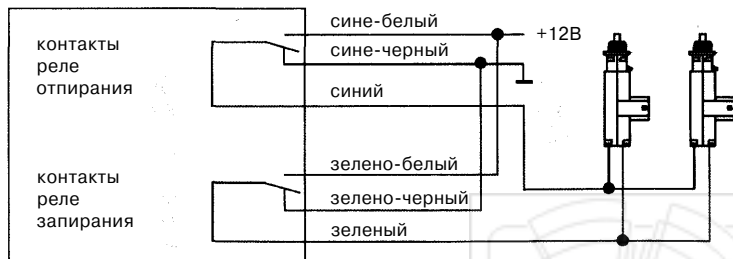 сине-белый
+12В
контакты
реле
отпирания
сине-черный
синий
зелено-белый
контакты
реле
запирания
зелено-черный
зеленый